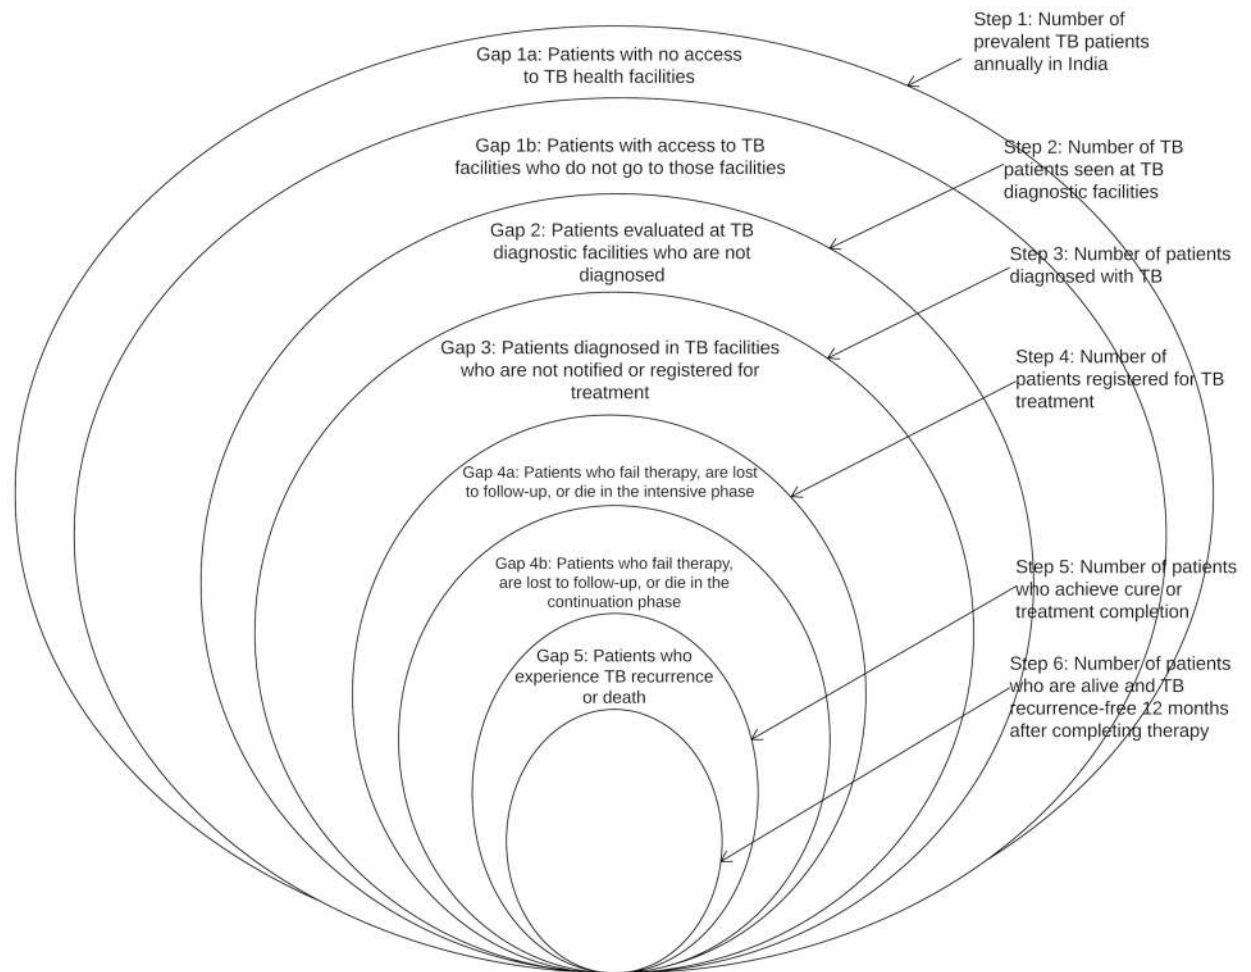 Step 1: Number of
prevalent TB patients
annually in India
Gap 1a: Patients with no access
to TB health facilities
Gap 1b: Patients with access to TB
facilities who do not go to those facilities
Step 2: Number of TB
patients seen at TB
diagnostic facilities
Gap 2: Patients evaluated at TB
diagnostic facilities who are not
diagnosed
Step 3: Number of patients
diagnosed with TB
Gap 3: Patients diagnosed in TB facilities
who are not notified or registered for
treatment
Step 4: Number of
patients registered for TB
treatment
Gap 4a: Patients who fail therapy, are lost
to follow-up, or die in the intensive phase
Gap 4b: Patients who fail therapy,
are lost to follow-up, or die in the
continuation phase
Step 5: Number of patients
who achieve cure or
treatment completion
Gap 5: Patients who
experience TB recurrence
or death
Step 6: Number of patients
who are alive and TB
recurrence-free 12 months
after completing therapy